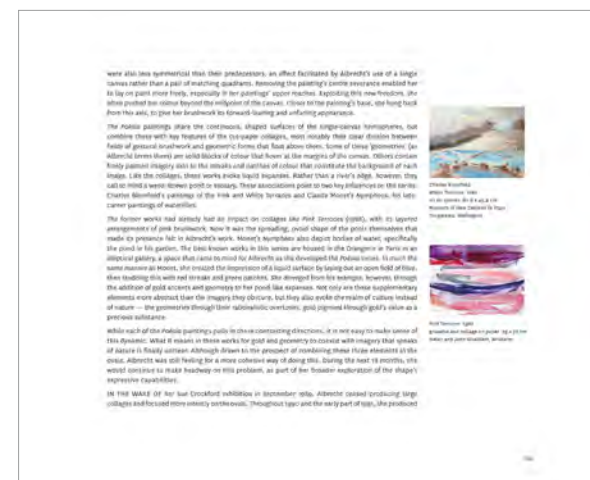 were also less symmetrical than their predecessors, an effect facilitated by Albrecht's use of a single
canvas rather than a pair of matching quadrants. Removing the painting's centre severance enabled her
to lay on paint more freely, especially in her paintings' upper reaches. Exploiting this new freedom, she
often pushed her colour beyond the midpoint of the canvas. Closer to the painting's base, she hung back
from this axis, to give her brushwork its forward-leaning and unfurling appearance.
The Poésia paintings share the continuous, shaped surfaces of the single-canvas hemispheres, but
combine these with key features of the two-paper collages, most notably their clear division between
fields of gestural brushwork and geometric forms that float above them. Some of these 'geometries' (as
Albrecht terms them) are solid blocks of colour that hover at the margins of the canvas. Others contain
freely painted imagery akin to the streaks and patches of colour that constitute the background of each
image. Like the collages, these works evoke liquid expanses. Rather than a river's edge, however, they
call to mind a weed-strewn pond or estuary. These associations point to two key influences on the series:
Charles Blomfield's paintings of the Pink and White Terraces and Claude Monet's Nymphéas, his late-
career paintings of waterlilies.
The former works had already had an impact on collages like Pink Terraces (1988), with its layered
arrangements of pink brushwork. Now it was the spreading, ovoid shape of the pools themselves that
made its presence felt in Albrecht's work. Monet's Nymphéas also depict bodies of water, specifically
the pond in his garden. The best-known works in this series are housed in the Orangerie in Paris in an
elliptical gallery, a space that came to mind for Albrecht as she developed the Poésia series. In much the
same manner as Monet, she created the impression of a liquid surface by laying out an open field of blue,
then studding this with red streaks and green patches. She diverged from his example, however, through
the addition of gold accents and geometry to her pond-like expanses. Not only are these supplementary
elements more abstract than the imagery they obscure, but they also evoke the realm of culture instead
of nature — the geometries through their rationalistic overtones, gold pigment through gold's value as a
precious substance.
While each of the Poésia paintings pulls in these contrasting directions, it is not easy to make sense of
this dynamic. What it means in these works for gold and geometry to coexist with imagery that speaks
of nature is finally unclear. Although drawn to the prospect of combining these three elements in the
ovals, Albrecht was still feeling for a more cohesive way of doing this. During the next 18 months, she
would continue to make headway on this problem, as part of her broader exploration of the shape's
expressive capabilities.
IN THE WAKE OF her Sue Crockford exhibition in September 1989, Albrecht ceased producing large
collages and focused more intently on the ovals. Throughout 1990 and the early part of 1991, she produced
Charles Blomfield
White Terraces
Museum of New Zealand Te Papa
Tongarewa, Wellington
Pink Terraces 1988